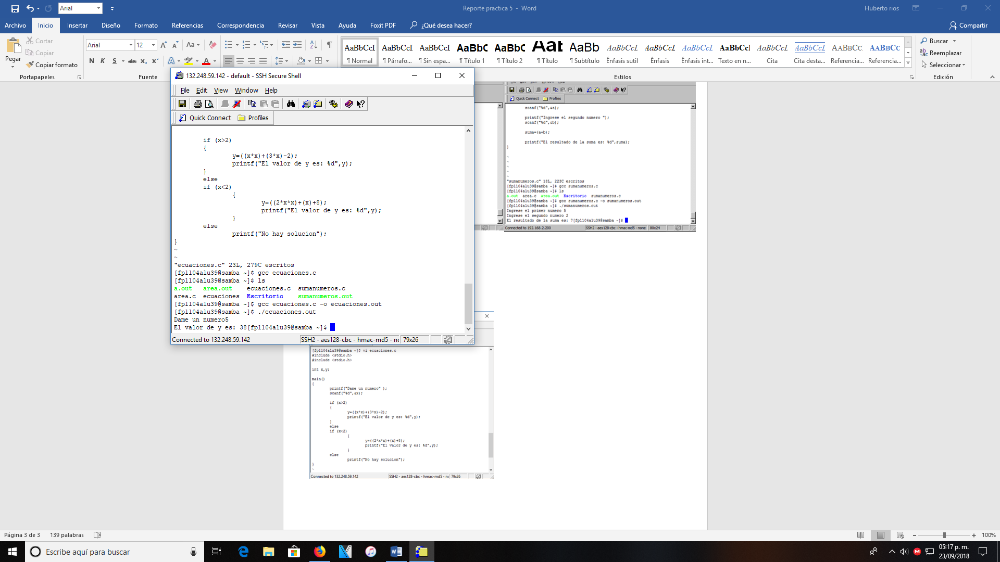 Arial
Reporte practica 5 - Word
Huberto rios
Archivo Inicio Insertar Diseño Formato Referencias Correspondencia Revisar Vista Ayuda Foxit PDF ¿Qué desea hacer? Compartir
Pegar
Cortar
Copiar
Copiar formato
Portapapeles
Arial 12
Aa
N K S abc x₂ x²
Fuente
AaBbCcI AaBbCcI AaBbCcI AaBbC AaBbC AaB AaBb AaBbCcL AaBbCcL AaBbCcL AaBbCcI AaBbCcL AaBbCcL AABBCC AABBCC
¶ Normal ¶ Párrafo... ¶ Sin espa... ¶ Título 1 ¶ Título 2 ¶ Título ¶ Subtítulo Énfasis sutil Énfasis Énfasis int... Texto en n... Cita Cita desta... Referencia... Referencia...
Estilos
Buscar
Reemplazar
Seleccionar
Edición
132.248.59.142 - default - SSH Secure Shell
File Edit View Window Help
Quick Connect Profiles
if (x>2)
{
y=((x*x)+(3*x)-2);
printf("El valor de y es: %d",y);
}
else
if (x<2)
{
y=((2*x*x)+(x)+8);
printf("El valor de y es: %d",y);
}
else
printf("No hay solucion");
}
~
~
"ecuaciones.c" 23L, 279C escritos
[fp1104alu39@samba ~]$ gcc ecuaciones.c
[fp1104alu39@samba ~]$ ls
a.out area.out ecuaciones.c sumanumeros.c
area.c ecuaciones Escritorio sumanumeros.out
[fp1104alu39@samba ~]$ gcc ecuaciones.c -o ecuaciones.out
[fp1104alu39@samba ~]$ ./ecuaciones.out
Dame un numero5
El valor de y es: 38[fp1104alu39@samba ~]$
Connected to 132.248.59.142 SSH2 - aes128-cbc - hmac-md5 - nc 79x26
Quick Connect Profiles
scanf("%d",&a);
printf("Ingrese el segundo numero ");
scanf("%d",&b);
suma=(a+b);
printf("El resultado de la suma es: %d",suma);
}
~
~
~
~
~
"sumanumeros.c" 18L, 223C escritos
[fp1104alu39@samba ~]$ gcc sumanumeros.c
[fp1104alu39@samba ~]$ ls
a.out area.c area.out Escritorio sumanumeros.c
[fp1104alu39@samba ~]$ gcc sumanumeros.c -o sumanumeros.out
[fp1104alu39@samba ~]$ ./sumanumeros.out
Ingrese el primer numero 5
Ingrese el segundo numero 2
El resultado de la suma es: 7[fp1104alu39@samba ~]$
Connected to 192.168.2.200 SSH2 - aes128-cbc - hmac-md5 - none 80x24
[fp1104alu39@samba ~]$ vi ecuaciones.c
#include <stdio.h>
#include <stdio.h>
int x,y;
main()
{
printf("Dame un numero" );
scanf("%d",&x);
if (x>2)
{
y=((x*x)+(3*x)-2);
printf("El valor de y es: %d",y);
}
else
if (x<2)
{
y=((2*x*x)+(x)+8);
printf("El valor de y es: %d",y);
}
else
printf("No hay solucion");
}
~
Connected to 132.248.59.142 SSH2 - aes128-cbc - hmac-md5 - nc 79x26
Página 3 de 3 139 palabras
100%
Escribe aquí para buscar
05:17 p. m.
23/09/2018